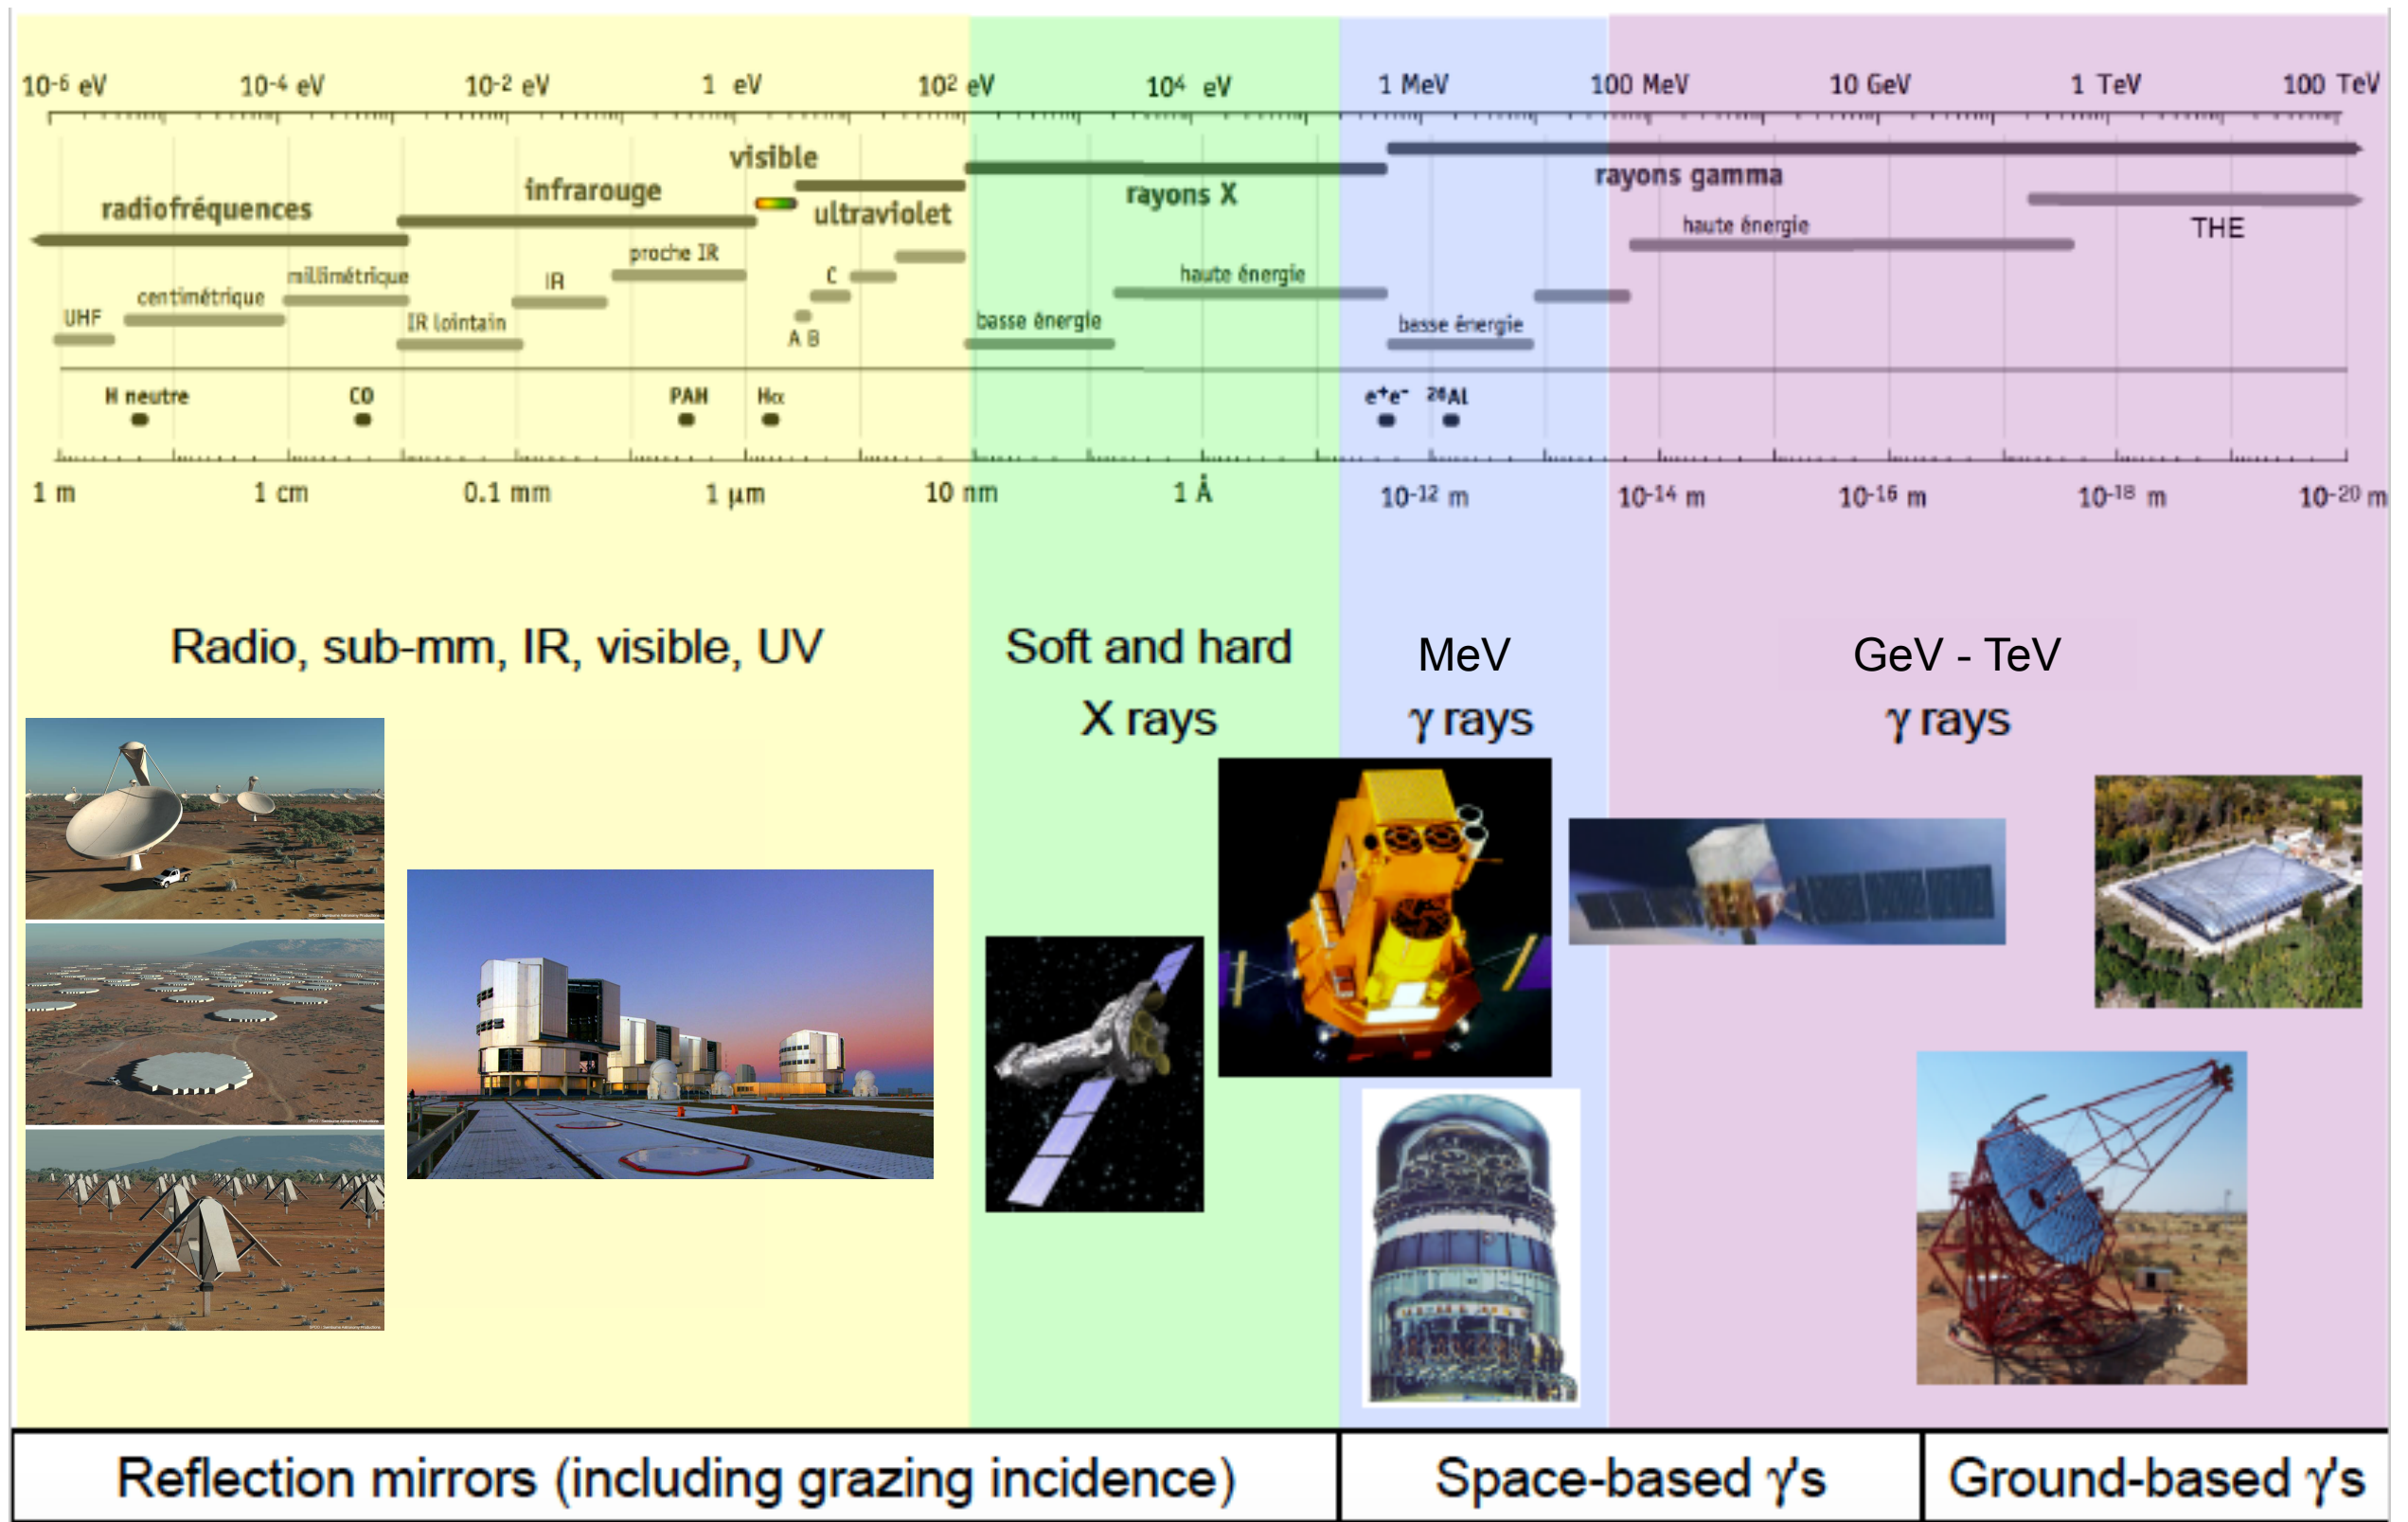 10-6 eV 10-4 eV 10-2 eV 1 eV 10² eV 10⁴ eV 1 MeV 100 MeV 10 GeV 1 TeV 100 TeV
visible
infrarouge
rayons gamma
radiofréquences
ultraviolet
rayons X
haute énergie
THE
proche IR
millimétrique
IR
C
haute énergie
centimétrique
UHF
IR lointain
A B
basse énergie
basse énergie
H neutre CO PAH Hα e⁺e⁻ ²⁶Al
1 m 1 cm 0.1 mm 1 µm 10 nm 1 Å 10-12 m 10-14 m 10-16 m 10-18 m 10-20 m
Radio, sub-mm, IR, visible, UV
Soft and hard
X rays
MeV
γ rays
GeV - TeV
γ rays
Reflection mirrors (including grazing incidence)
Space-based γ's
Ground-based γ's